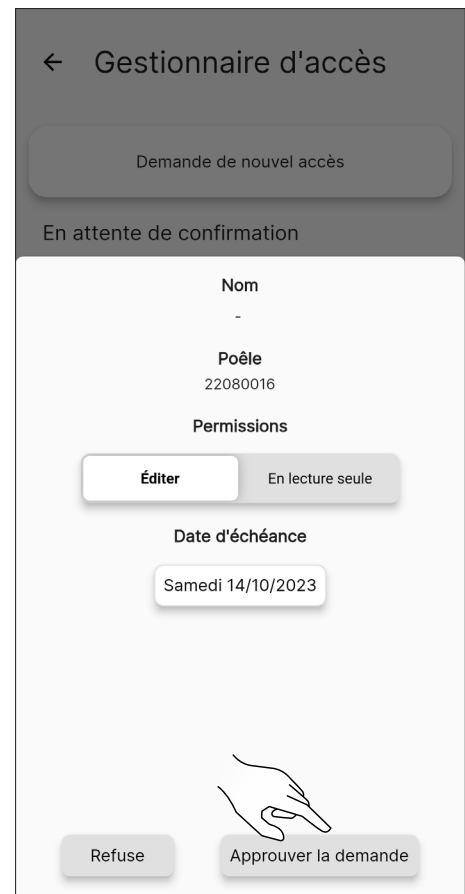 ← Gestionnaire d'accès
Demande de nouvel accès
En attente de confirmation
Nom
-
Poêle
22080016
Permissions
Éditer En lecture seule
Date d'échéance
Samedi 14/10/2023
Refuse Approuver la demande